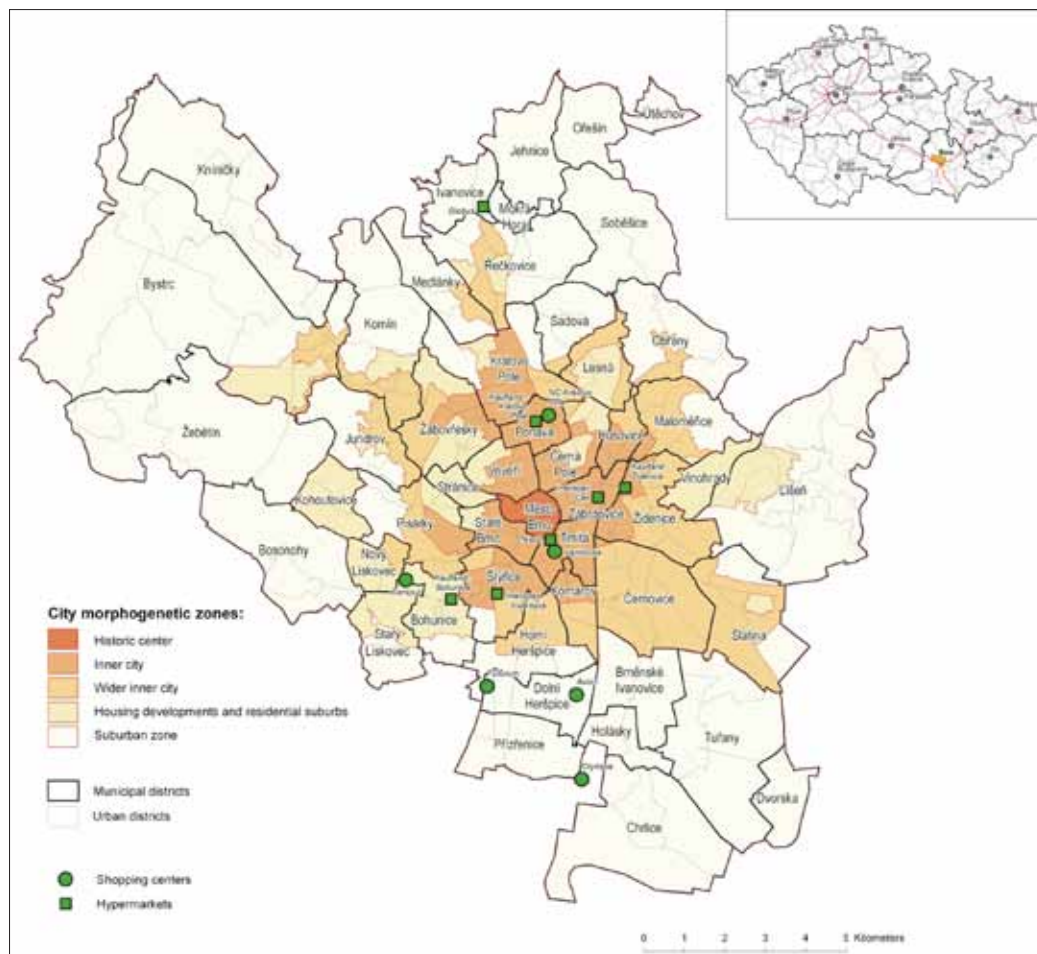 Útěchov
Ořešín
Jehnice
Kníničky
Ivanovice
Mokrá
Hora
Soběšice
Řečkovice
Medlánky
Bystrc
Komín
Sadová
Obřany
Lesná
Královo
Pole
Maloměřice
Žabovřesky
Ponava
Husovice
Žebětín
Jundrov
Černá
Pole
Vinohrady
Líšeň
Stránice
Kohoutovice
Město
Brno
Zábrdovice
Židenice
Pisárky
Staré
Brno
Trnitá
Bosonohy
Nový
Lískovec
Štýřice
Komárov
Černovice
Bohunice
Slatina
Starý
Lískovec
Horní
Heršpice
Brněnské
Ivanovice
Dolní
Heršpice
Holásky
Tuřany
Přízřenice
Olympia
Dvorska
Chrlice
City morphogenetic zones:
Historic center
Inner city
Wider inner city
Housing developments and residential suburbs
Suburban zone
Municipal districts
Urban districts
Shopping centers
Hypermarkets
0 1 2 3 4 5 Kilometers